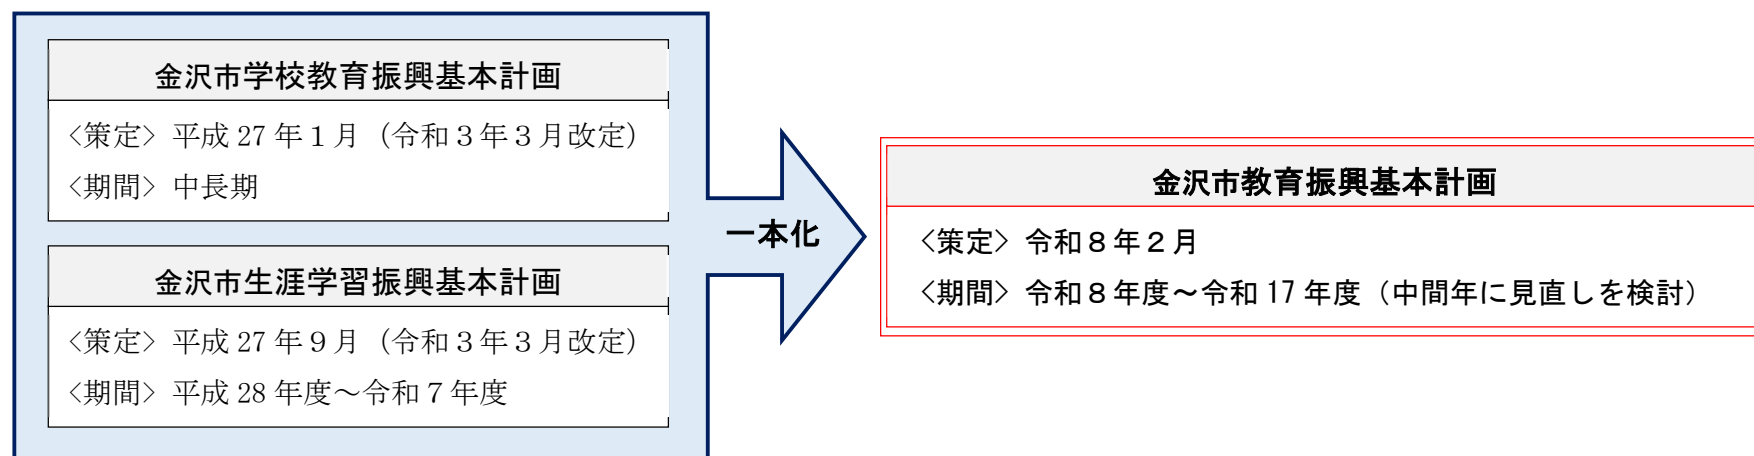 金沢市学校教育振興基本計画
<策定> 平成 27 年１月（令和３年３月改定）
<期間> 中長期
金沢市生涯学習振興基本計画
<策定> 平成 27 年９月（令和３年３月改定）
<期間> 平成 28 年度～令和７年度
一本化
金沢市教育振興基本計画
<策定> 令和８年２月
<期間> 令和８年度～令和 17 年度（中間年に見直しを検討）